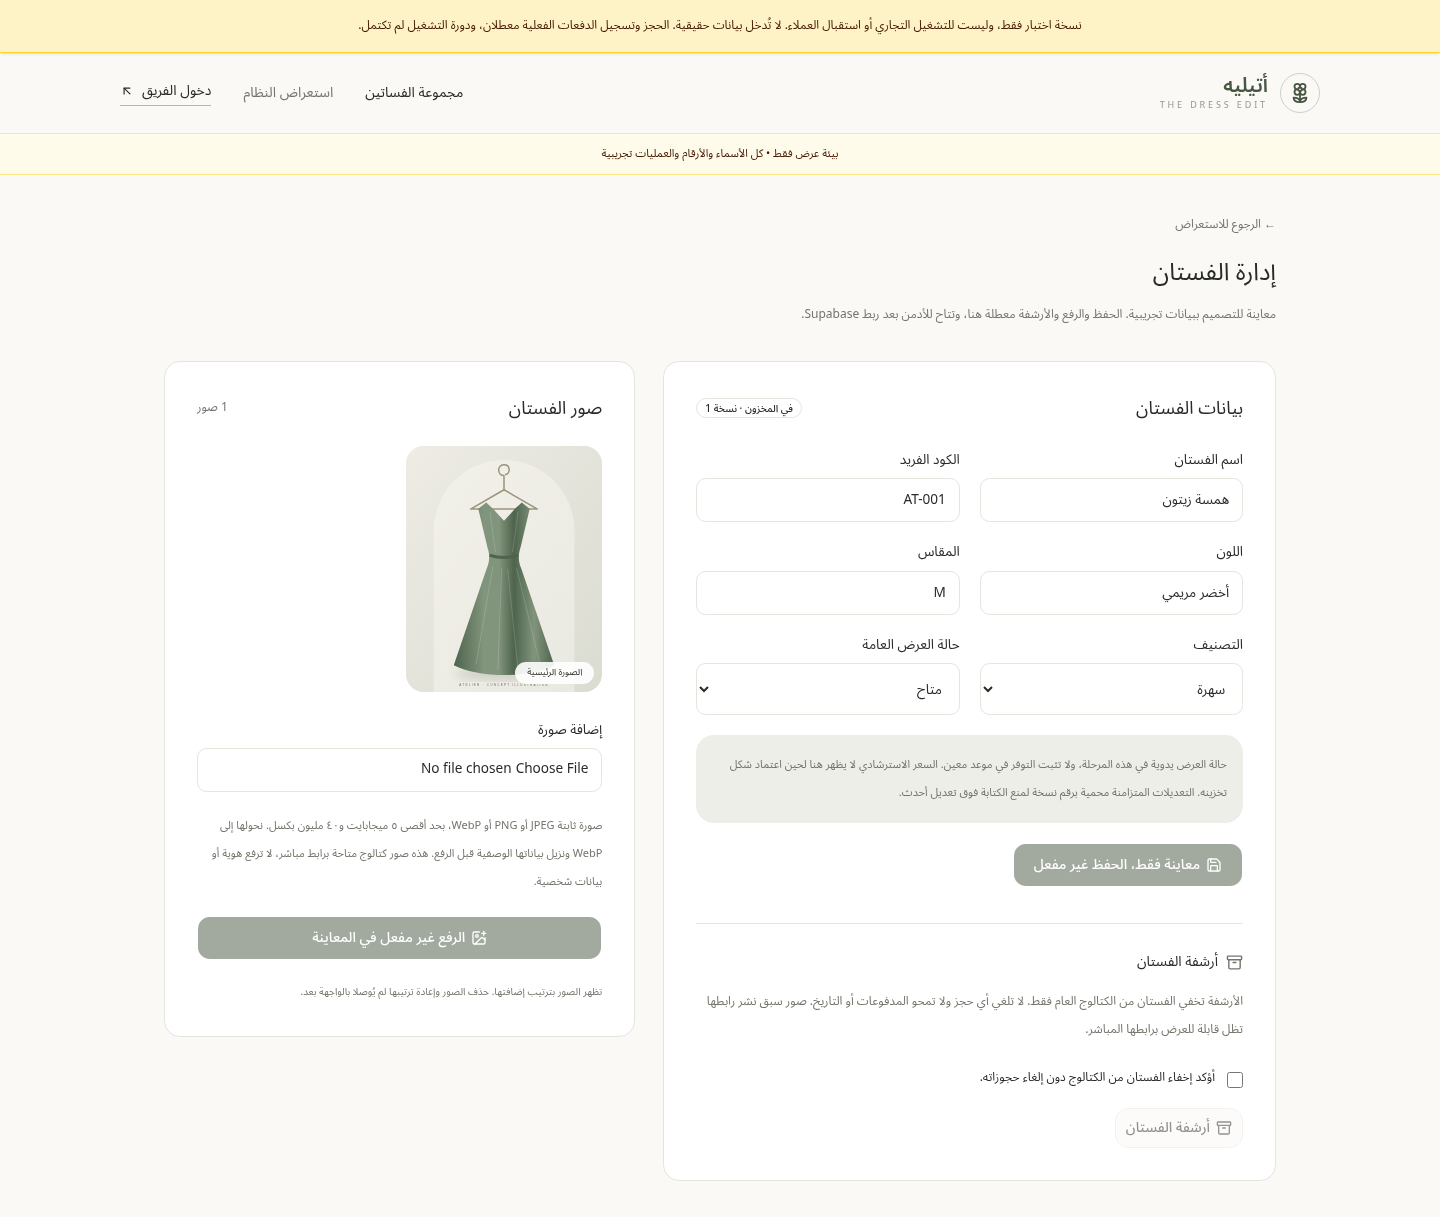 نسخة اختبار فقط، وليست للتشغيل التجاري أو استقبال العملاء. لا تُدخل بيانات حقيقية. الحجز وتسجيل الدفعات الفعلية معطلان، ودورة التشغيل لم تكتمل.
أتيليه
THE DRESS EDIT
مجموعة الفساتين
استعراض النظام
دخول الفريق
بيئة عرض فقط • كل الأسماء والأرقام والعمليات تجريبية
← الرجوع للاستعراض
إدارة الفستان
معاينة للتصميم ببيانات تجريبية. الحفظ والرفع والأرشفة معطلة هنا، وتتاح للأدمن بعد ربط Supabase.
بيانات الفستان
في المخزون · نسخة 1
اسم الفستان
الكود الفريد
همسة زيتون
AT-001
اللون
المقاس
أخضر مريمي
M
التصنيف
حالة العرض العامة
سهرة
متاح
حالة العرض يدوية في هذه المرحلة، ولا تثبت التوفر في موعد معين. السعر الاسترشادي لا يظهر هنا لحين اعتماد شكل
تخزينه. التعديلات المتزامنة محمية برقم نسخة لمنع الكتابة فوق تعديل أحدث.
معاينة فقط، الحفظ غير مفعل
أرشفة الفستان
الأرشفة تخفي الفستان من الكتالوج العام فقط. لا تلغي أي حجز ولا تمحو المدفوعات أو التاريخ. صور سبق نشر رابطها
تظل قابلة للعرض برابطها المباشر.
أؤكد إخفاء الفستان من الكتالوج دون إلغاء حجوزاته.
أرشفة الفستان
صور الفستان
1 صور
الصورة الرئيسية
ATELIER · CONCEPT ILLUSTRATION
إضافة صورة
Choose File No file chosen
صورة ثابتة JPEG أو PNG أو WebP، بحد أقصى ٥ ميجابايت و٤٠ مليون بكسل. نحولها إلى
WebP ونزيل بياناتها الوصفية قبل الرفع. هذه صور كتالوج متاحة برابط مباشر، لا ترفع هوية أو
بيانات شخصية.
الرفع غير مفعل في المعاينة
تظهر الصور بترتيب إضافتها. حذف الصور وإعادة ترتيبها لم يُوصلا بالواجهة بعد.